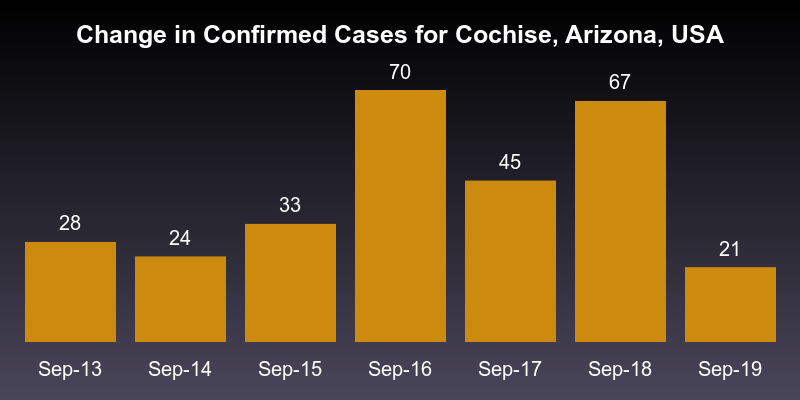 Change in Confirmed Cases for Cochise, Arizona, USA
28
24
33
70
45
67
21
Sep-13
Sep-14
Sep-15
Sep-16
Sep-17
Sep-18
Sep-19